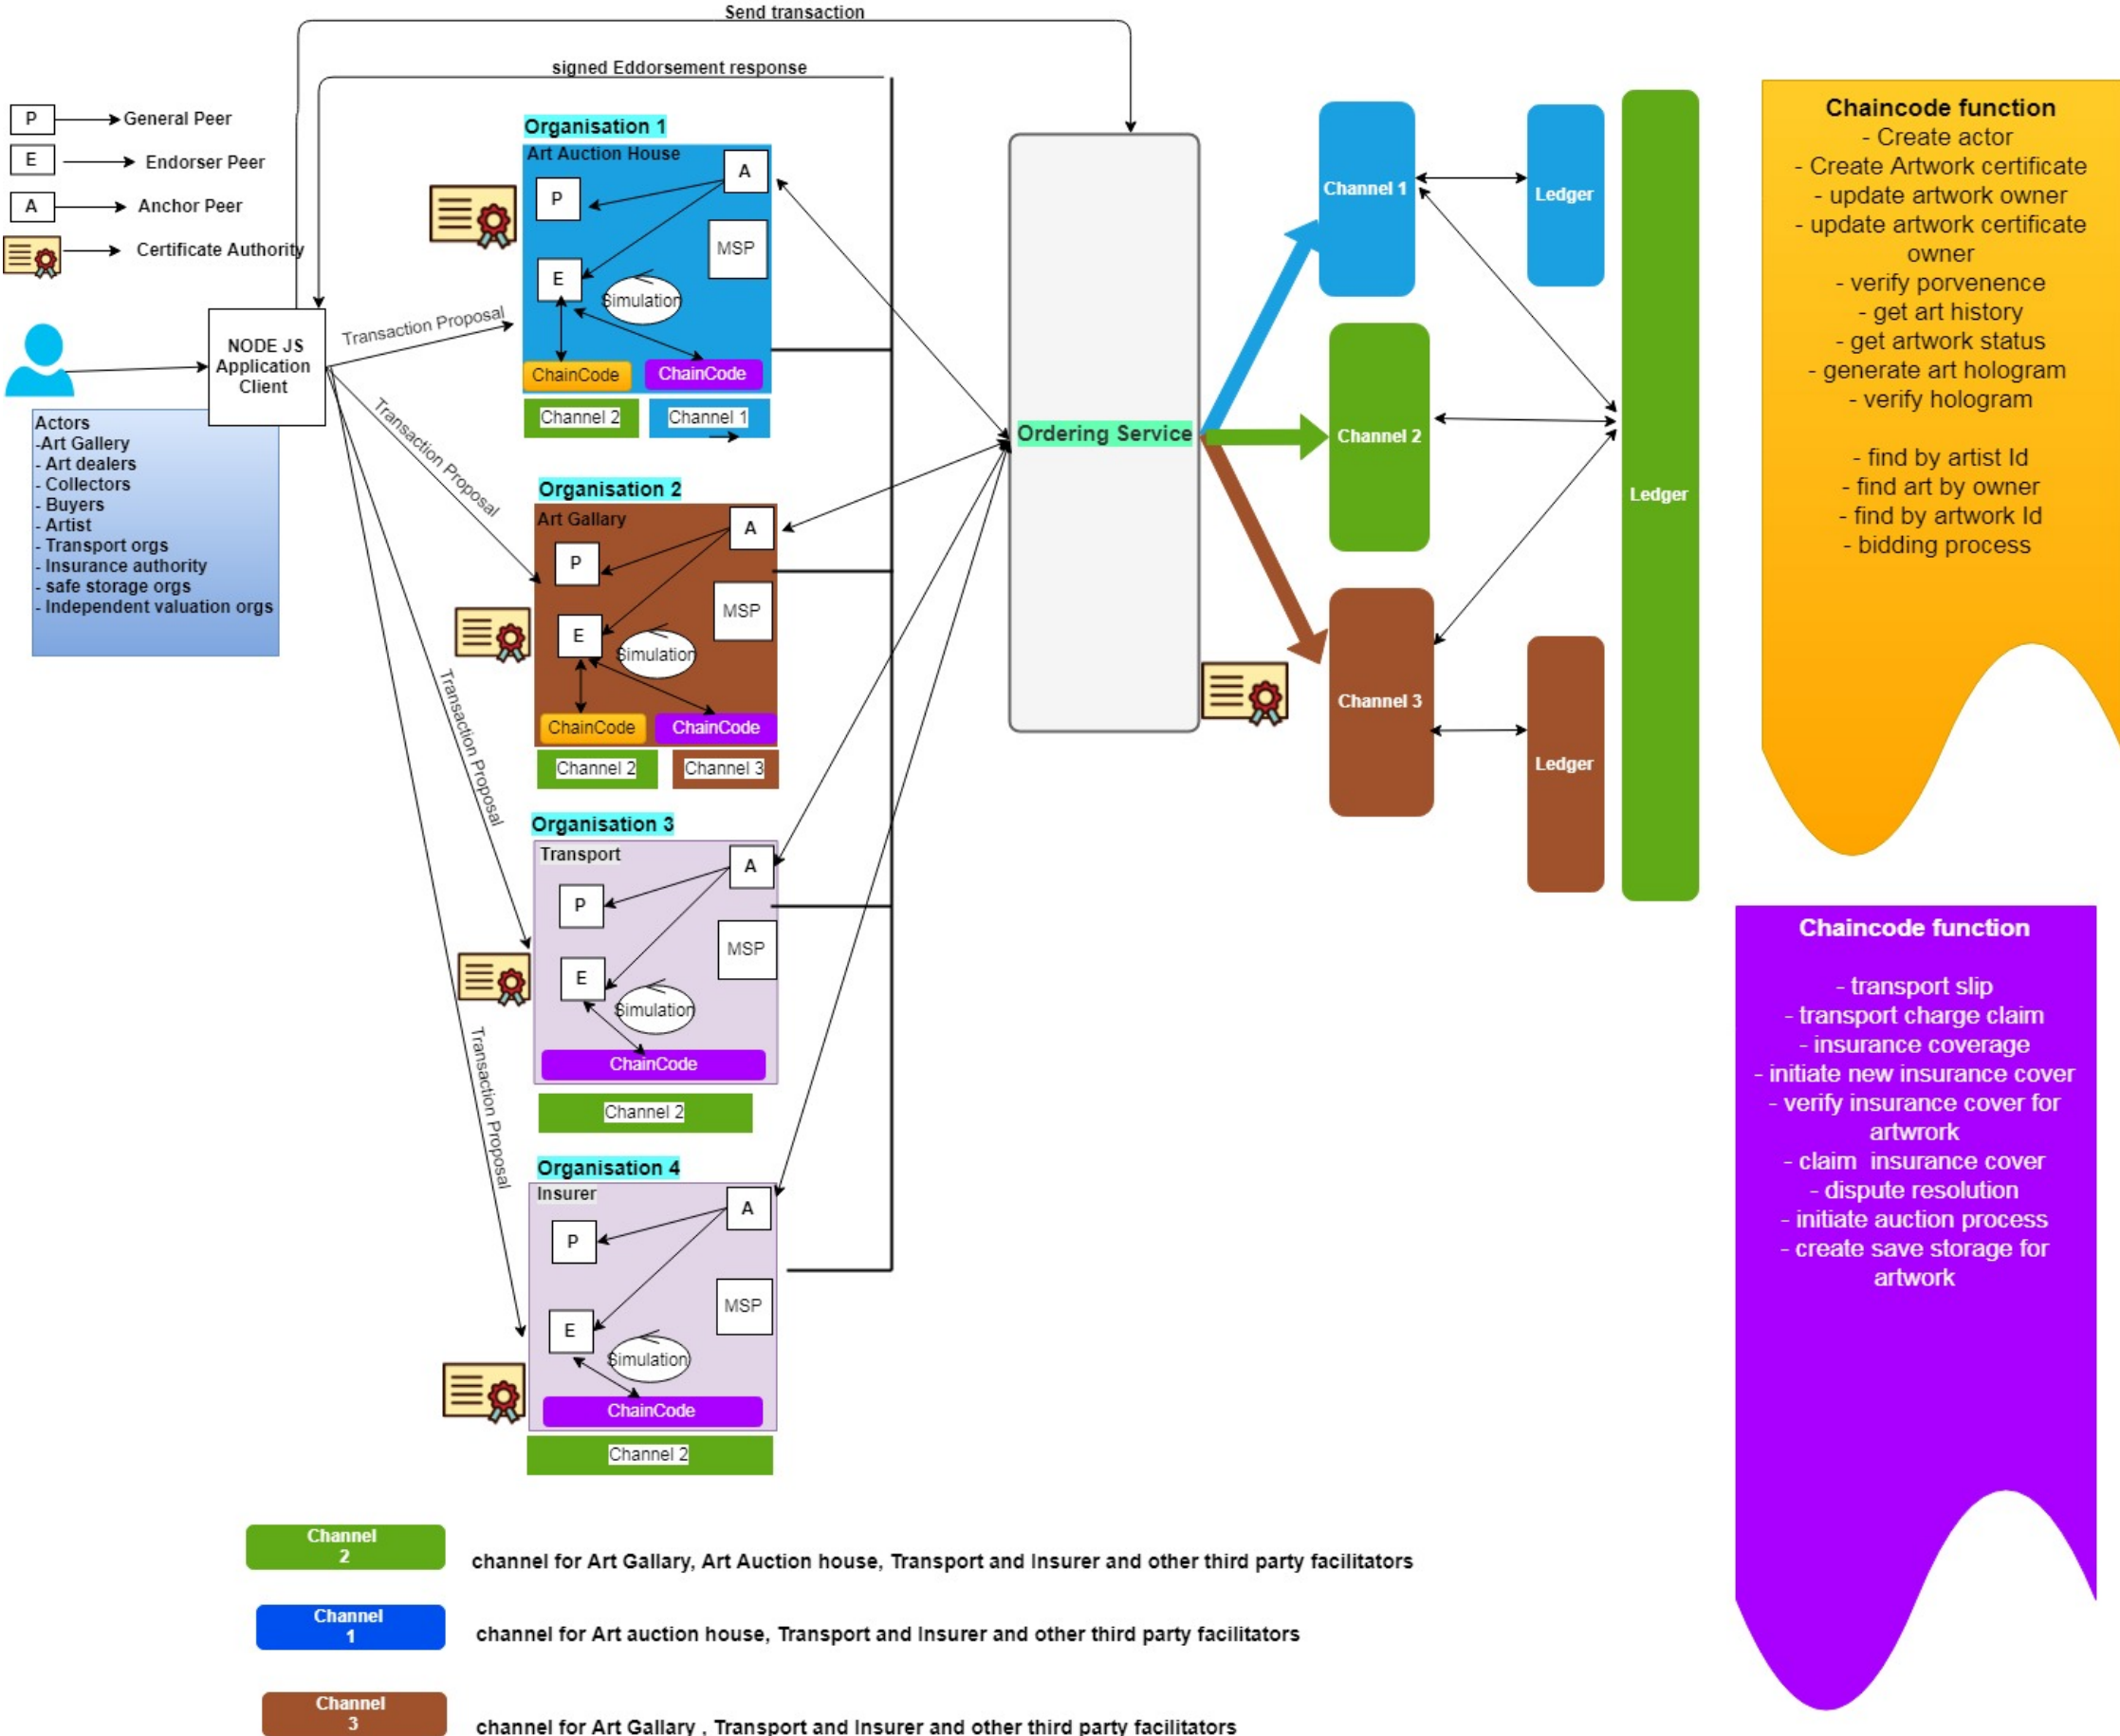 Send transaction
signed Eddorsement response
P
General Peer
E
Endorser Peer
A
Anchor Peer
Certificate Authority
NODE JS
Application
Client
Actors
-Art Gallery
- Art dealers
- Collectors
- Buyers
- Artist
- Transport orgs
- Insurance authority
- safe storage orgs
- Independent valuation orgs
Transaction Proposal
Transaction Proposal
Transaction Proposal
Transaction Proposal
Organisation 1
Art Auction House
A
P
MSP
E
Simulation
ChainCode
ChainCode
Channel 2
Channel 1
Organisation 2
Art Gallary
A
P
MSP
E
Simulation
ChainCode
ChainCode
Channel 2
Channel 3
Organisation 3
Transport
A
P
MSP
E
Simulation
ChainCode
Channel 2
Organisation 4
Insurer
A
P
MSP
E
Simulation
ChainCode
Channel 2
Ordering Service
Channel 1
Ledger
Channel 2
Ledger
Channel 3
Ledger
Chaincode function
- Create actor
- Create Artwork certificate
- update artwork owner
- update artwork certificate
owner
- verify porvenence
- get art history
- get artwork status
- generate art hologram
- verify hologram
- find by artist Id
- find art by owner
- find by artwork Id
- bidding process
Chaincode function
- transport slip
- transport charge claim
- insurance coverage
- initiate new insurance cover
- verify insurance cover for
artwrork
- claim insurance cover
- dispute resolution
- initiate auction process
- create save storage for
artwork
Channel
2
channel for Art Gallary, Art Auction house, Transport and Insurer and other third party facilitators
Channel
1
channel for Art auction house, Transport and Insurer and other third party facilitators
Channel
3
channel for Art Gallary , Transport and Insurer and other third party facilitators